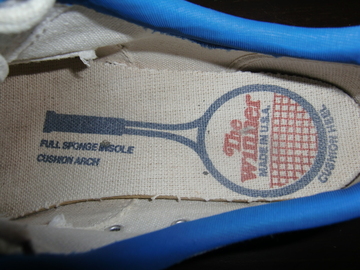 The
Winner
MADE IN U.S.A.
FULL SPONGE INSOLE
CUSHION ARCH
CUSHION HEEL